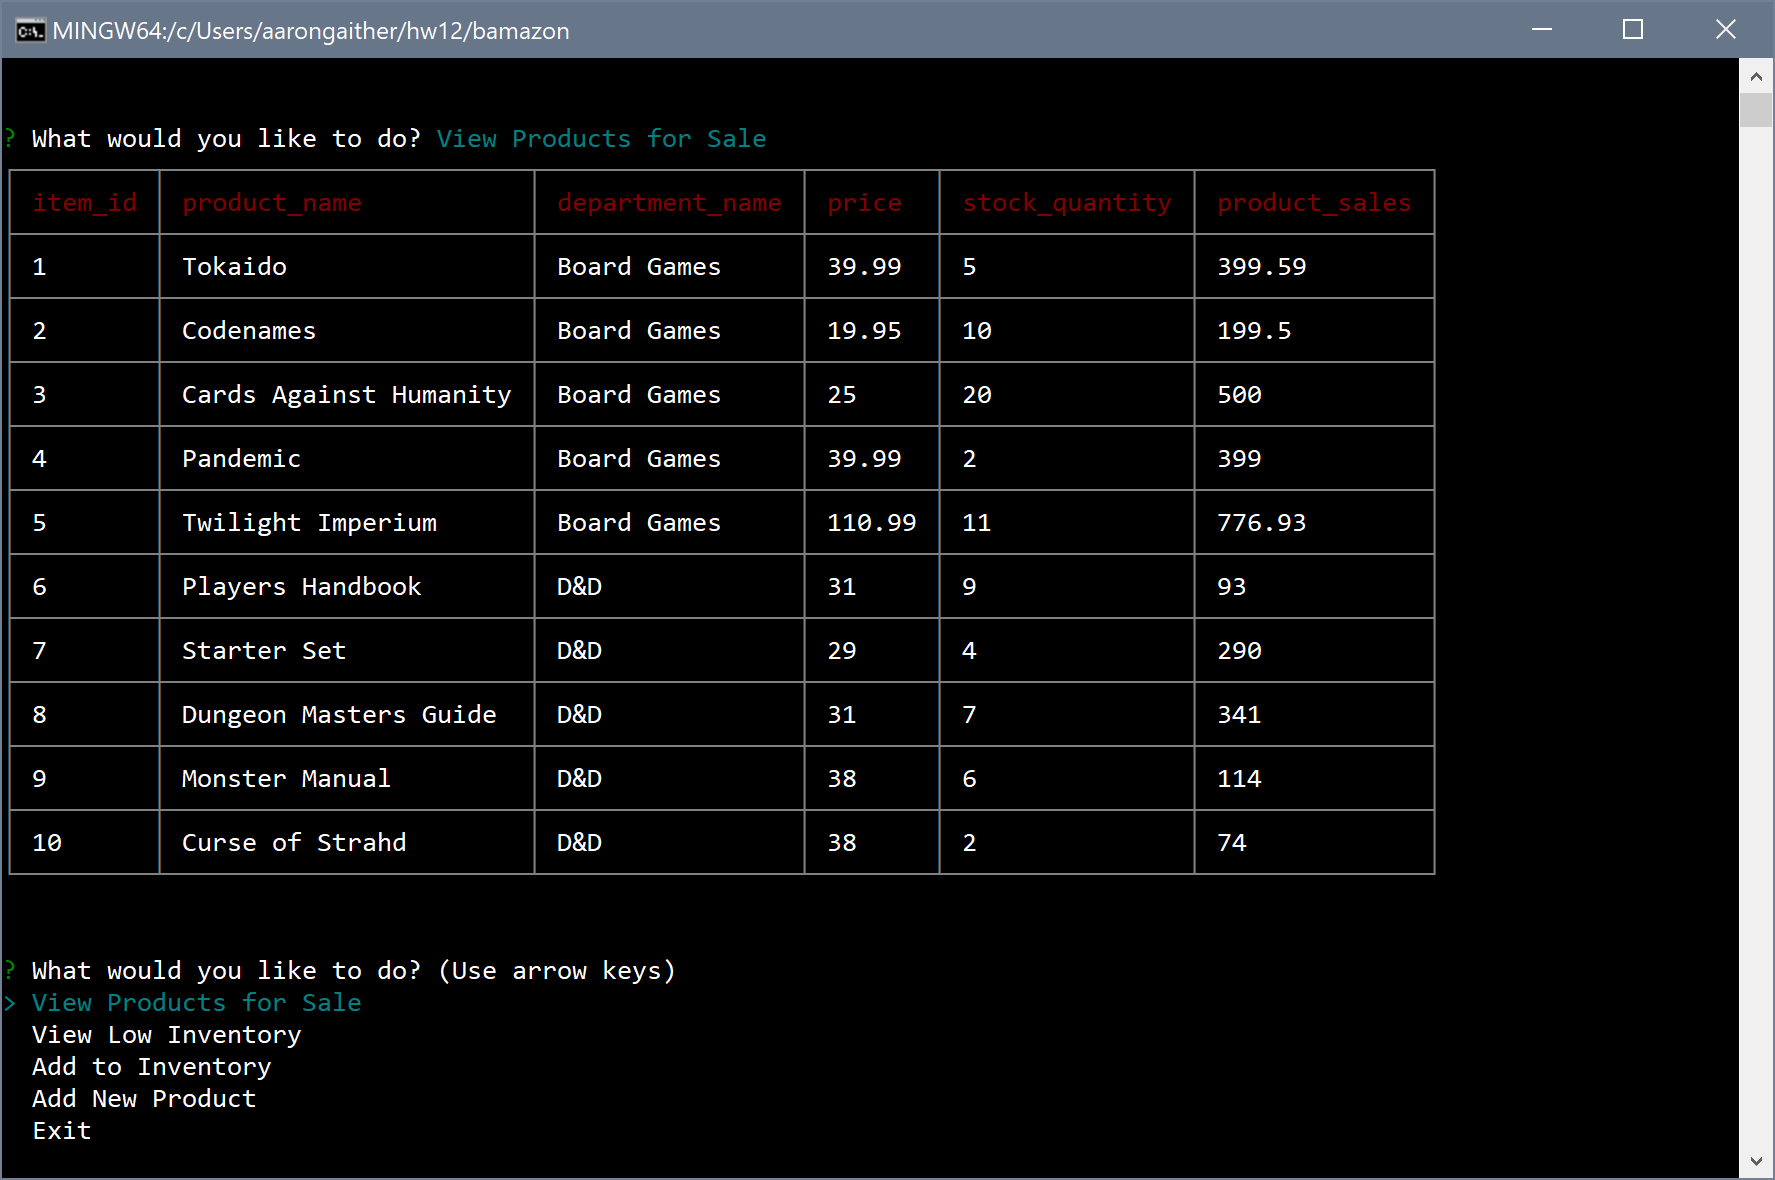 MINGW64:/c/Users/aarongaither/hw12/bamazon
? What would you like to do? View Products for Sale
item_id product_name department_name price stock_quantity product_sales
1 Tokaido Board Games 39.99 5 399.59
2 Codenames Board Games 19.95 10 199.5
3 Cards Against Humanity Board Games 25 20 500
4 Pandemic Board Games 39.99 2 399
5 Twilight Imperium Board Games 110.99 11 776.93
6 Players Handbook D&D 31 9 93
7 Starter Set D&D 29 4 290
8 Dungeon Masters Guide D&D 31 7 341
9 Monster Manual D&D 38 6 114
10 Curse of Strahd D&D 38 2 74
? What would you like to do? (Use arrow keys)
> View Products for Sale
View Low Inventory
Add to Inventory
Add New Product
Exit